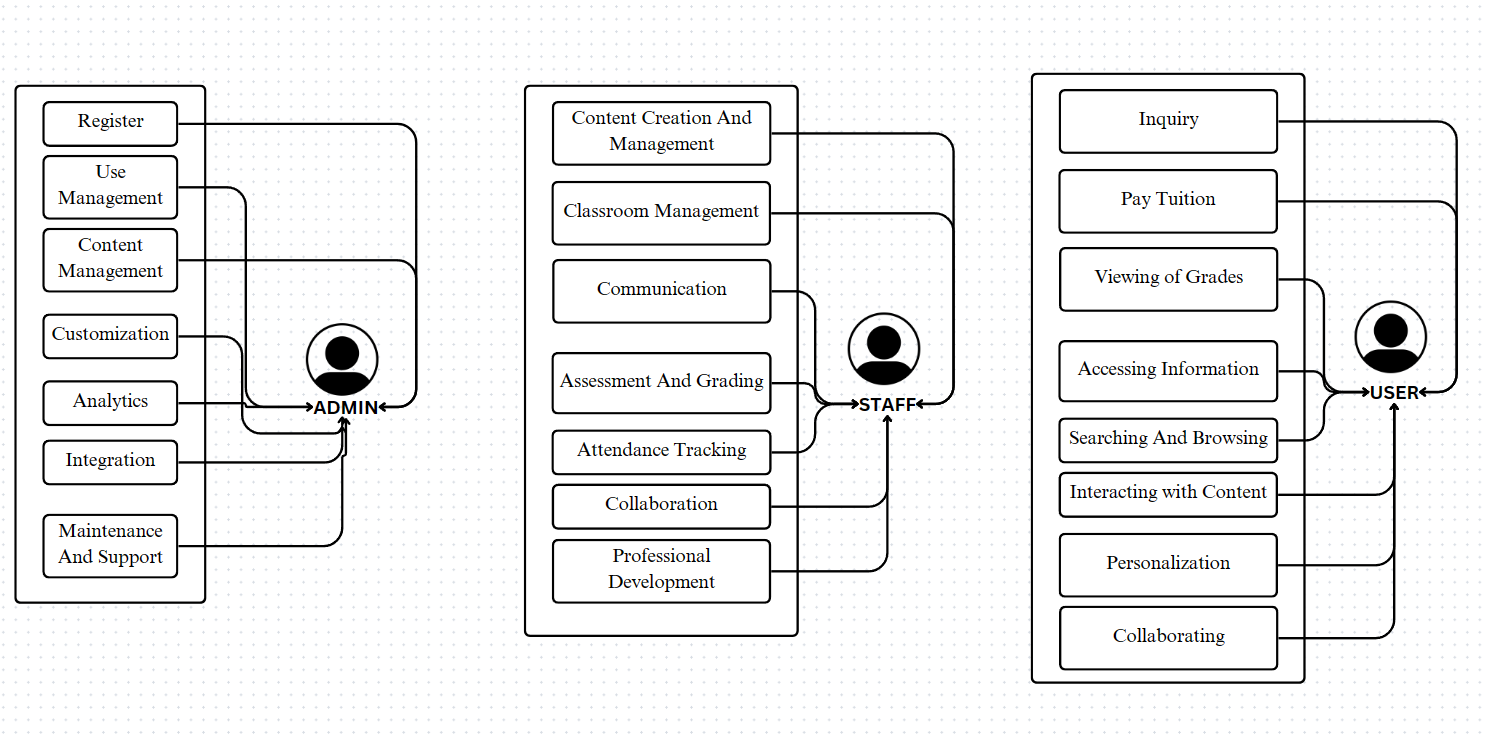 Register
Use
Management
Content
Management
Customization
Analytics
Integration
Maintenance
And Support
ADMIN
Content Creation And
Management
Classroom Management
Communication
Assessment And Grading
Attendance Tracking
Collaboration
Professional
Development
STAFF
Inquiry
Pay Tuition
Viewing of Grades
Accessing Information
Searching And Browsing
Interacting with Content
Personalization
Collaborating
USER